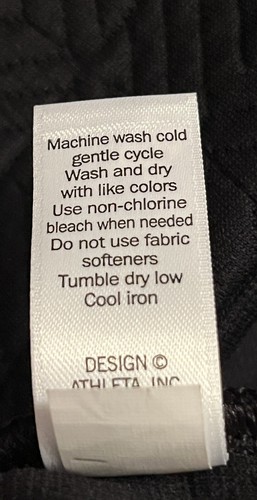 Machine wash cold
gentle cycle
Wash and dry
with like colors
Use non-chlorine
bleach when needed
Do not use fabric
softeners
Tumble dry low
Cool iron
DESIGN ©
ATHLETA, INC